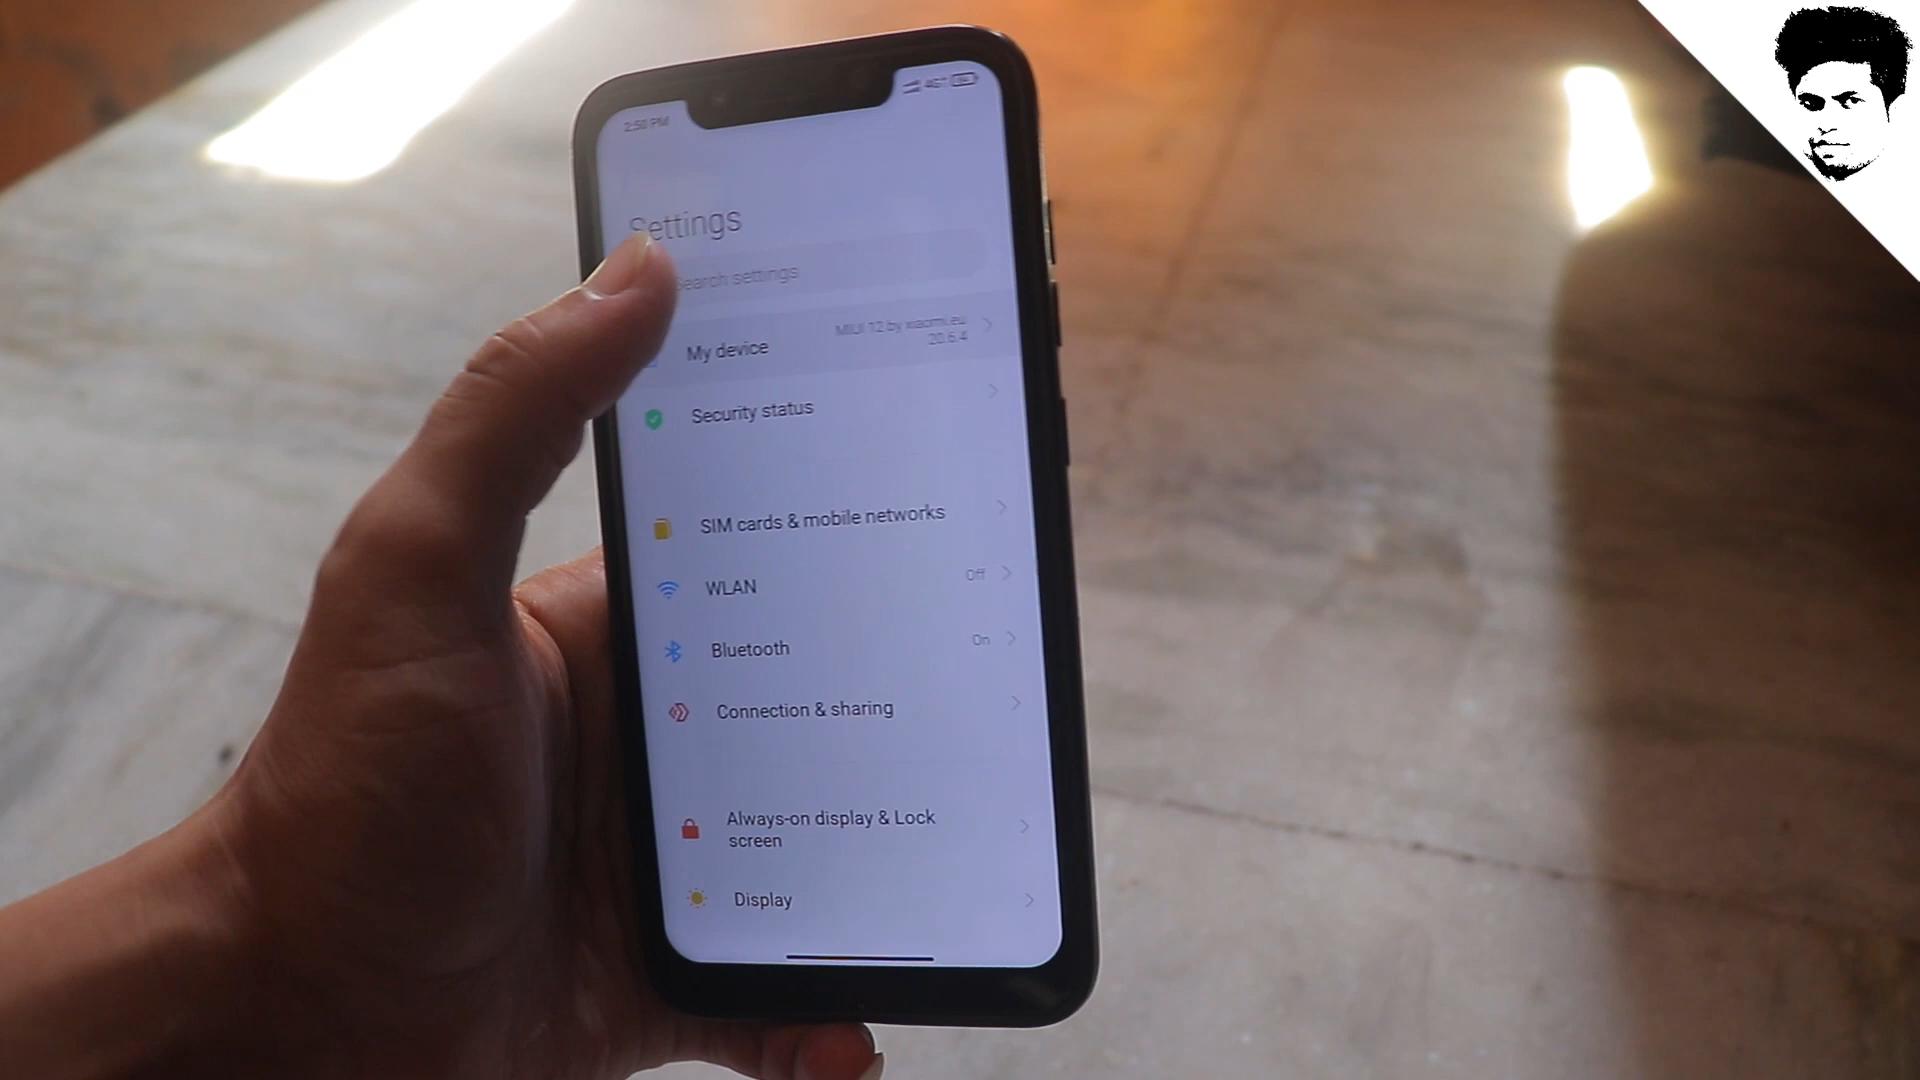 2:50 PM
4G
Settings
Search settings
MIUI 12 by xiaomi.eu
20.6.4
My device
Security status
SIM cards & mobile networks
WLAN
Off
Bluetooth
On
Connection & sharing
Always-on display & Lock
screen
Display